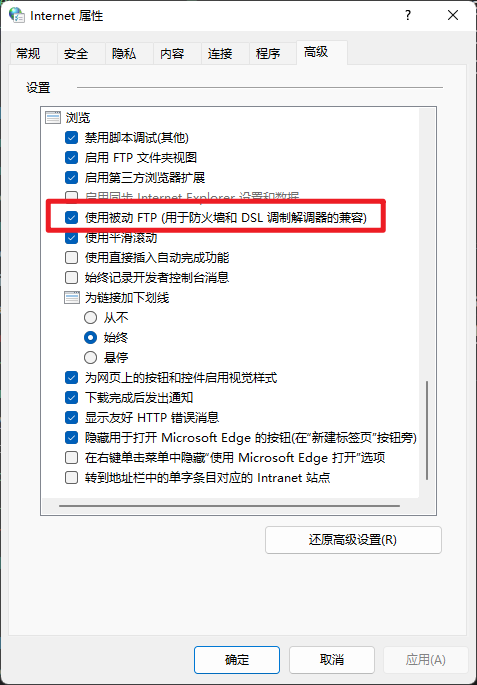 Internet 属性
?
常规 安全 隐私 内容 连接 程序 高级
设置
浏览
禁用脚本调试(其他)
启用 FTP 文件夹视图
启用第三方浏览器扩展
启用同步 Internet Explorer 设置和数据
使用被动 FTP (用于防火墙和 DSL 调制解调器的兼容)
使用平滑滚动
使用直接插入自动完成功能
始终记录开发者控制台消息
为链接加下划线
从不
始终
悬停
为网页上的按钮和控件启用视觉样式
下载完成后发出通知
显示友好 HTTP 错误消息
隐藏用于打开 Microsoft Edge 的按钮(在"新建标签页"按钮旁)
在右键单击菜单中隐藏"使用 Microsoft Edge 打开"选项
转到地址栏中的单字条目对应的 Intranet 站点
还原高级设置(R)
确定 取消 应用(A)